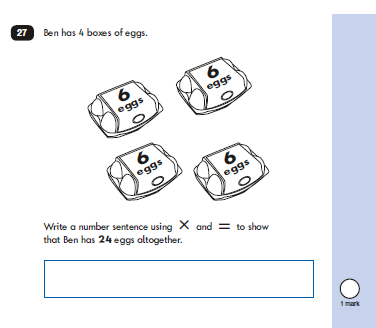 27 Ben has 4 boxes of eggs.
6
eggs
6
eggs
6
eggs
6
eggs
Write a number sentence using × and = to show
that Ben has 24 eggs altogether.
1 mark